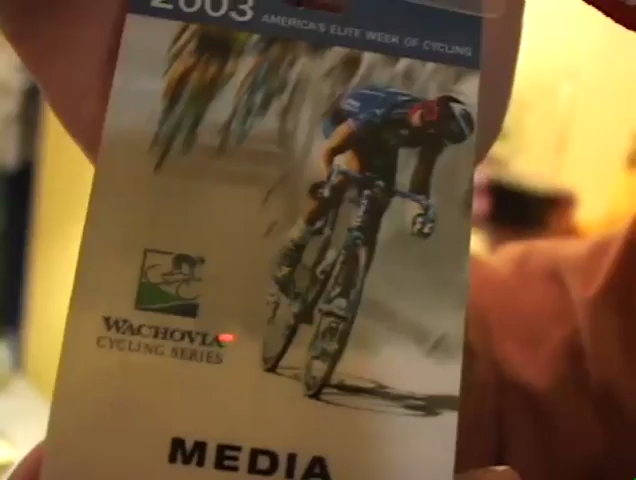 2003 AMERICA'S ELITE WEEK OF CYCLING
WACHOVIA
CYCLING SERIES
MEDIA